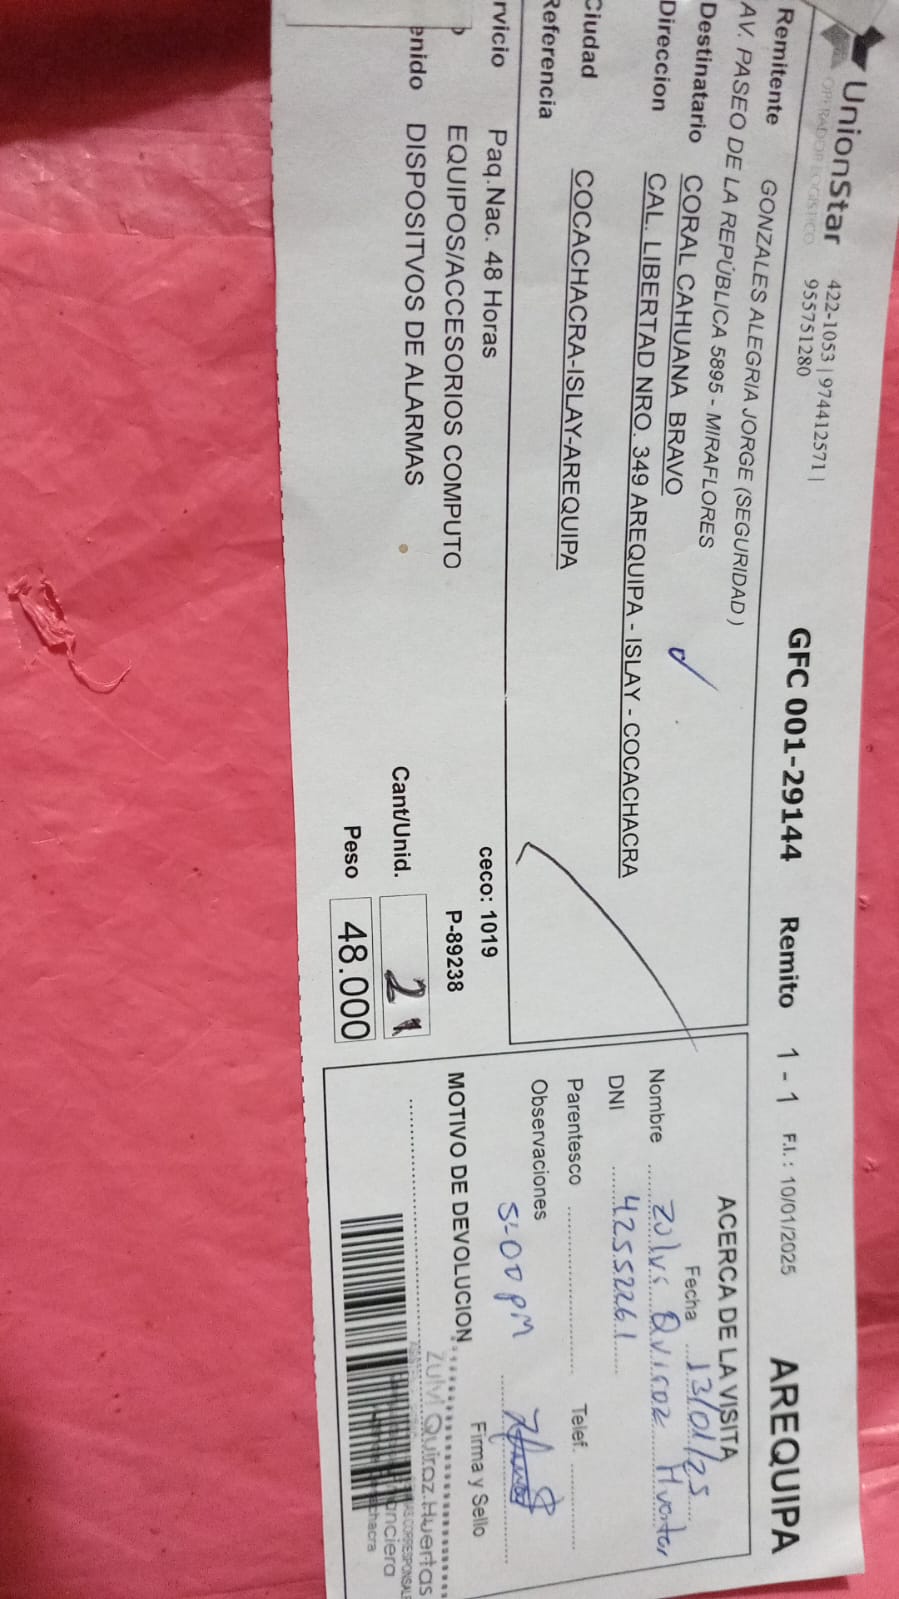 UnionStar
OPERADOR LOGISTICO
422-1053 | 974412571 |
955751280
GFC 001-29144 Remito 1 - 1 F.I. : 10/01/2025 AREQUIPA
Remitente GONZALES ALEGRIA JORGE (SEGURIDAD )
AV. PASEO DE LA REPÚBLICA 5895 - MIRAFLORES
Destinatario CORAL CAHUANA BRAVO
Direccion CAL. LIBERTAD NRO. 349 AREQUIPA - ISLAY - COCACHACRA
Ciudad COCACHACRA-ISLAY-AREQUIPA
Referencia
rvicio Paq.Nac. 48 Horas ceco: 1019
EQUIPOS/ACCESORIOS COMPUTO P-89238
enido DISPOSITVOS DE ALARMAS
Cant/Unid. 2
Peso 48.000
ACERCA DE LA VISITA
Fecha 13/01/25
Nombre Zulvi Quiroz
DNI 42552261
Parentesco Telef.
Observaciones
5:00 pm
Firma y Sello
MOTIVO DE DEVOLUCION
Zulvi Quiroz Huertas